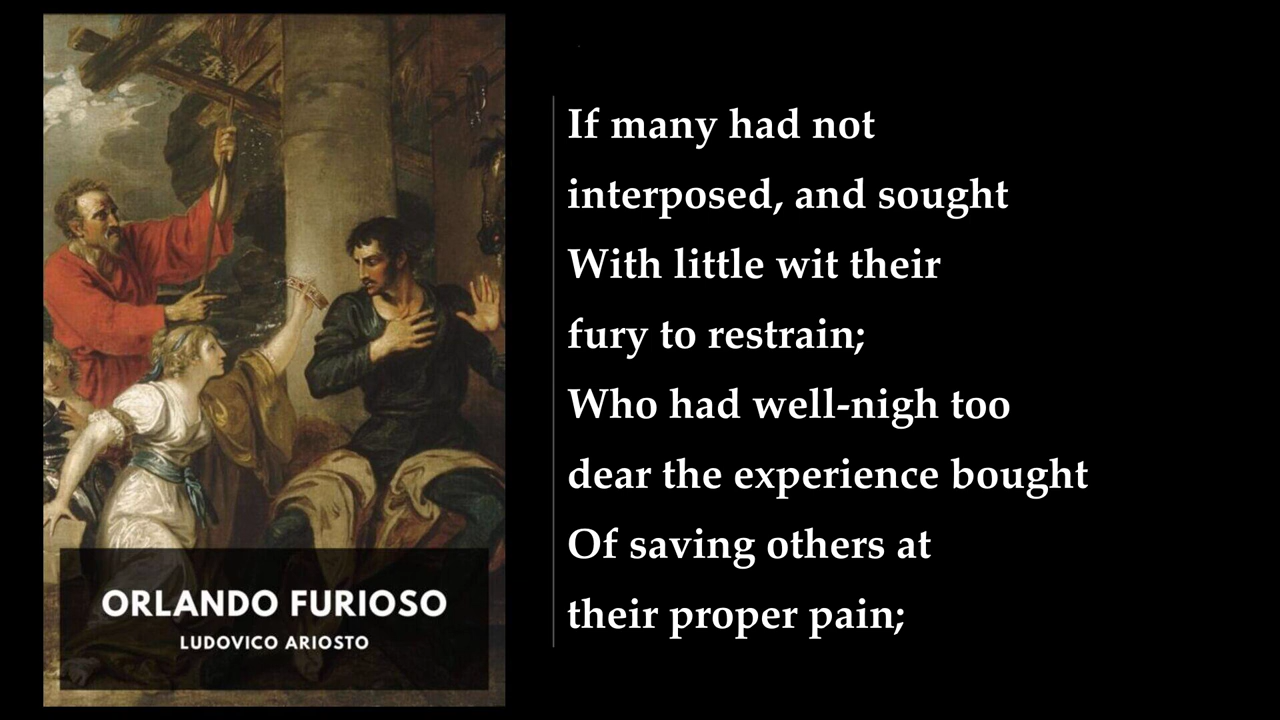 ORLANDO FURIOSO
LUDOVICO ARIOSTO
If many had not
interposed, and sought
With little wit their
fury to restrain;
Who had well-nigh too
dear the experience bought
Of saving others at
their proper pain;